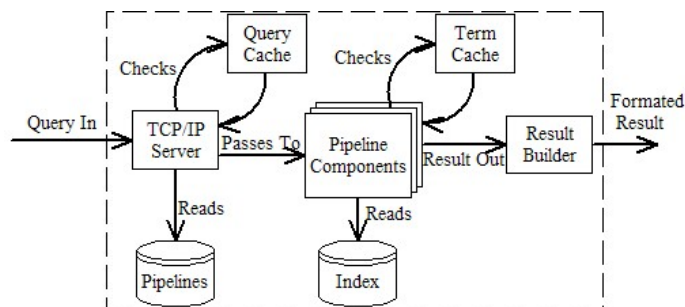 Query
Cache
Term
Cache
Checks
Checks
Formated
Result
Query In
TCP/IP
Server
Passes To
Pipeline
Components
Result Out
Result
Builder
Reads
Reads
Pipelines
Index